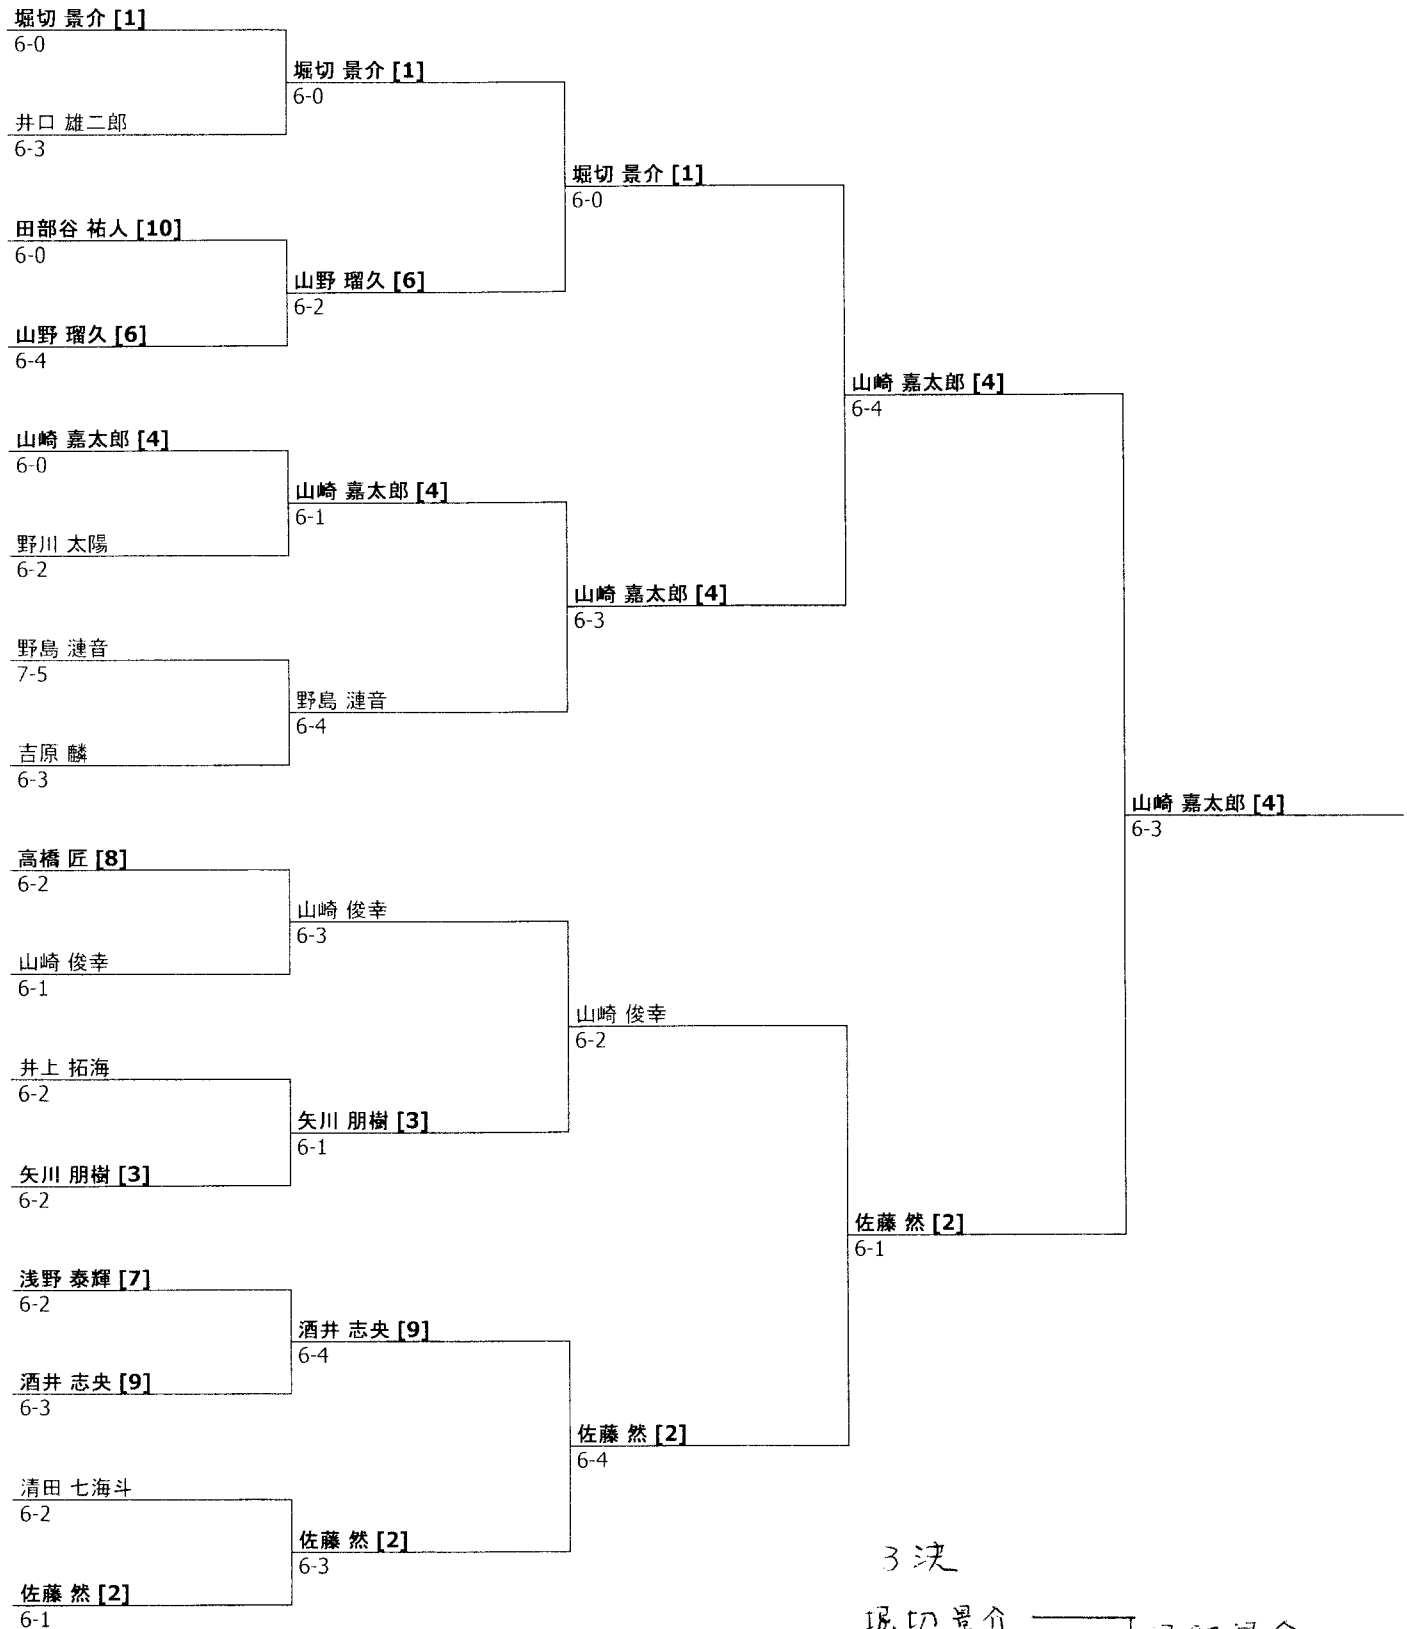 堀切 景介 [1]
6-0
井口 雄二郎
6-3
田部谷 祐人 [10]
6-0
山野 瑠久 [6]
6-4
山崎 嘉太郎 [4]
6-0
野川 太陽
6-2
野島 漣音
7-5
吉原 麟
6-3
高橋 匠 [8]
6-2
山崎 俊幸
6-1
井上 拓海
6-2
矢川 朋樹 [3]
6-2
浅野 泰輝 [7]
6-2
酒井 志央 [9]
6-3
清田 七海斗
6-2
佐藤 然 [2]
6-1
堀切 景介 [1]
6-0
山野 瑠久 [6]
6-2
山崎 嘉太郎 [4]
6-1
野島 漣音
6-4
山崎 俊幸
6-3
矢川 朋樹 [3]
6-1
酒井 志央 [9]
6-4
佐藤 然 [2]
6-3
堀切 景介 [1]
6-0
山崎 嘉太郎 [4]
6-3
山崎 俊幸
6-2
佐藤 然 [2]
6-4
山崎 嘉太郎 [4]
6-4
佐藤 然 [2]
6-1
山崎 嘉太郎 [4]
6-3
3決
堀切景介